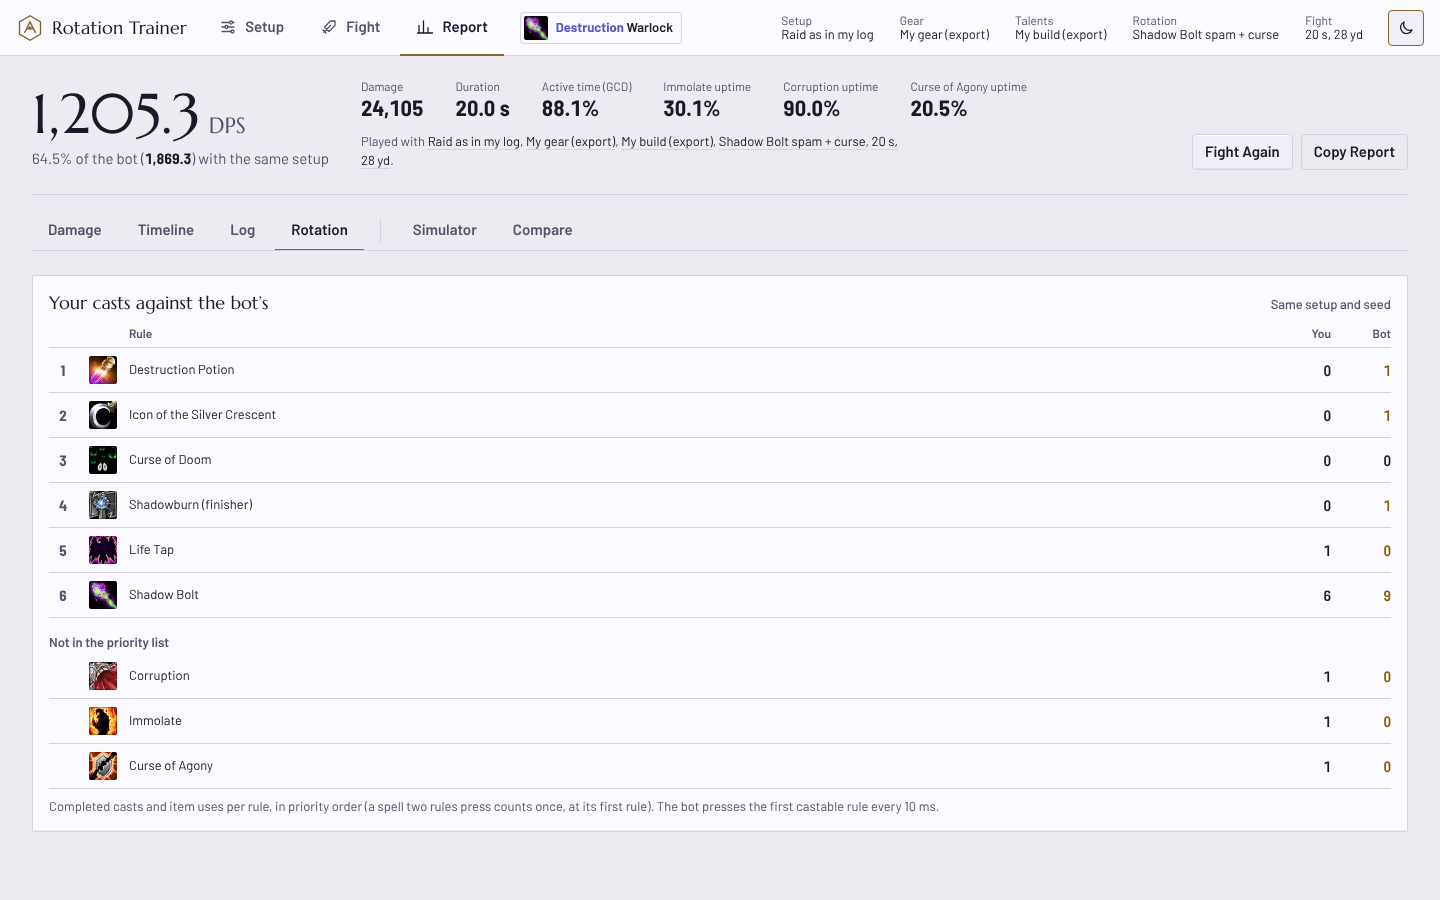 Rotation Trainer
Setup
Fight
Report
Destruction Warlock
Setup
Raid as in my log
Gear
My gear (export)
Talents
My build (export)
Rotation
Shadow Bolt spam + curse
Fight
20 s, 28 yd
1,205.3 DPS
64.5% of the bot (1,869.3) with the same setup
Damage
24,105
Duration
20.0 s
Active time (GCD)
88.1%
Immolate uptime
30.1%
Corruption uptime
90.0%
Curse of Agony uptime
20.5%
Played with Raid as in my log, My gear (export), My build (export), Shadow Bolt spam + curse, 20 s,
28 yd.
Fight Again
Copy Report
Damage
Timeline
Log
Rotation
Simulator
Compare
Your casts against the bot's
Same setup and seed
Rule You Bot
1 Destruction Potion 0 1
2 Icon of the Silver Crescent 0 1
3 Curse of Doom 0 0
4 Shadowburn (finisher) 0 1
5 Life Tap 1 0
6 Shadow Bolt 6 9
Not in the priority list
Corruption 1 0
Immolate 1 0
Curse of Agony 1 0
Completed casts and item uses per rule, in priority order (a spell two rules press counts once, at its first rule). The bot presses the first castable rule every 10 ms.